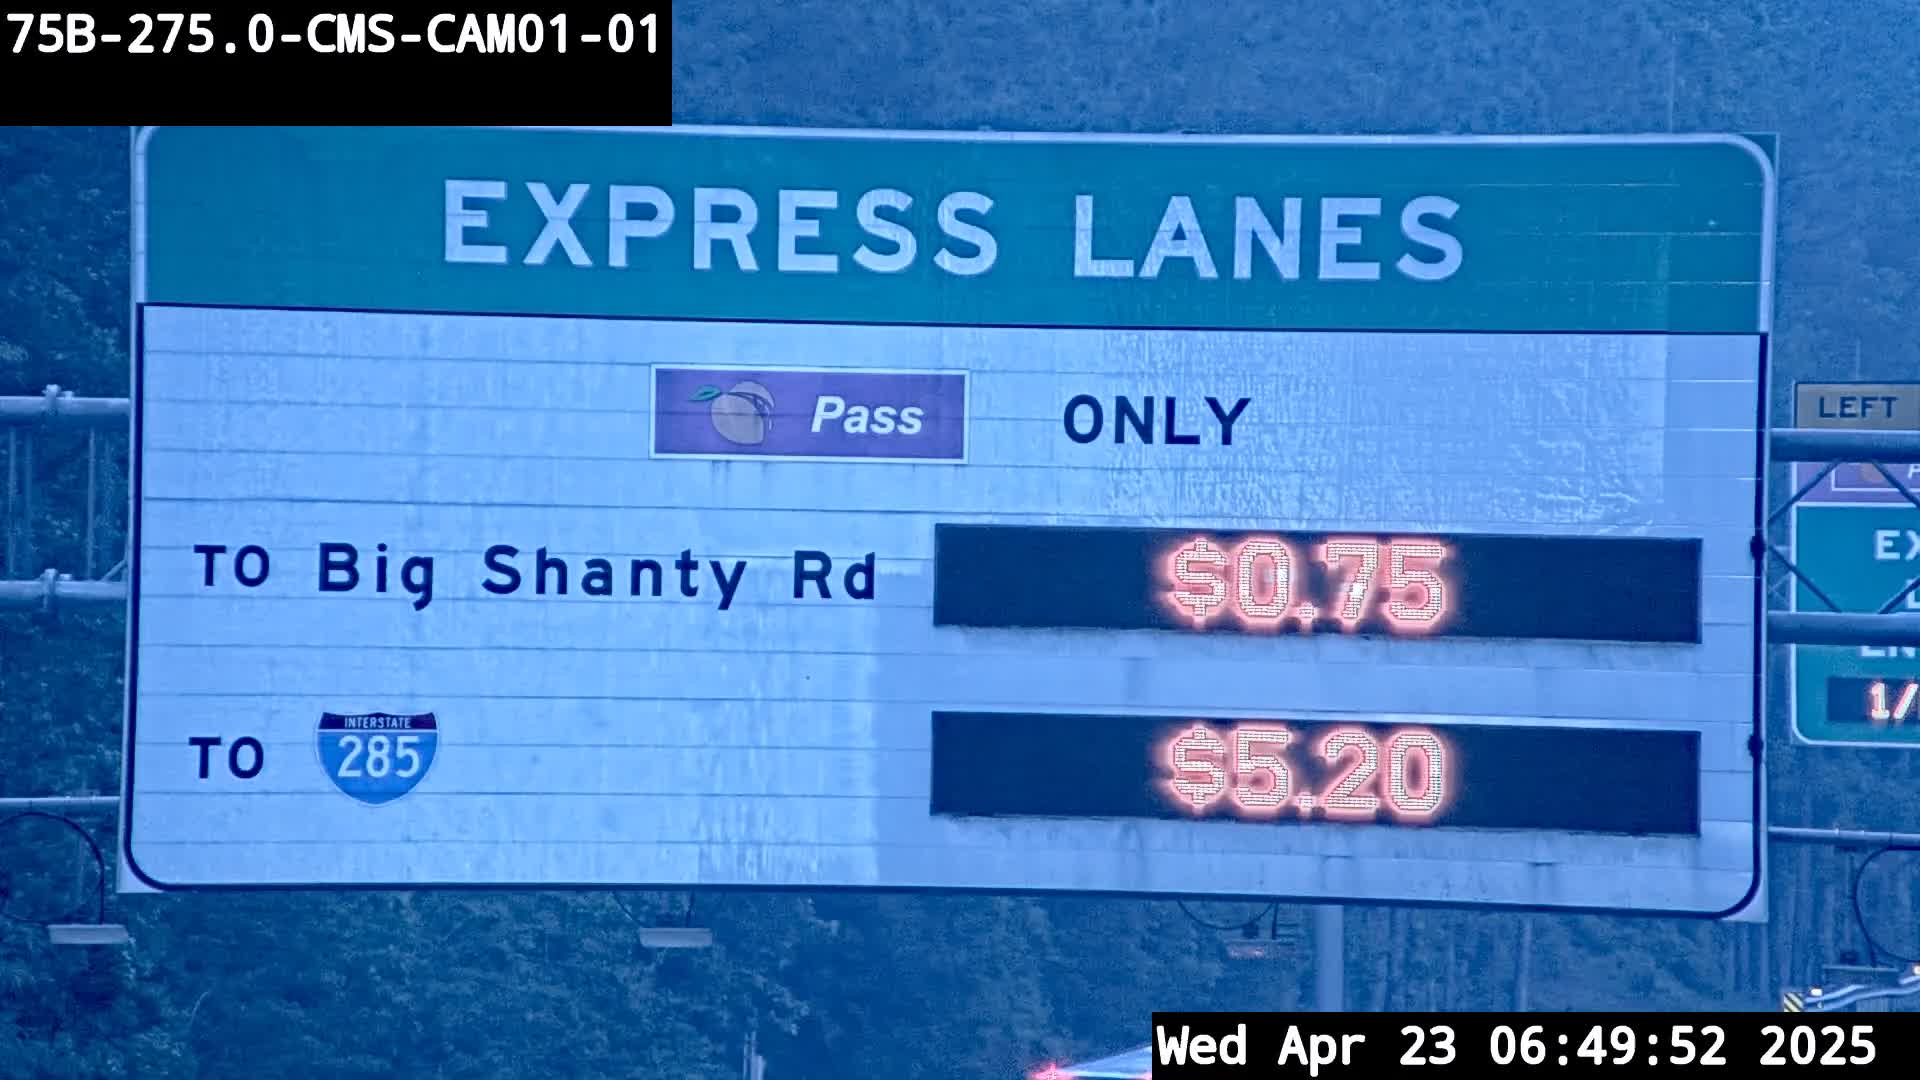 75B-275.0-CMS-CAM01-01
EXPRESS LANES
Pass ONLY
TO Big Shanty Rd $0.75
TO INTERSTATE 285 $5.20
LEFT
1/
Wed Apr 23 06:49:52 2025